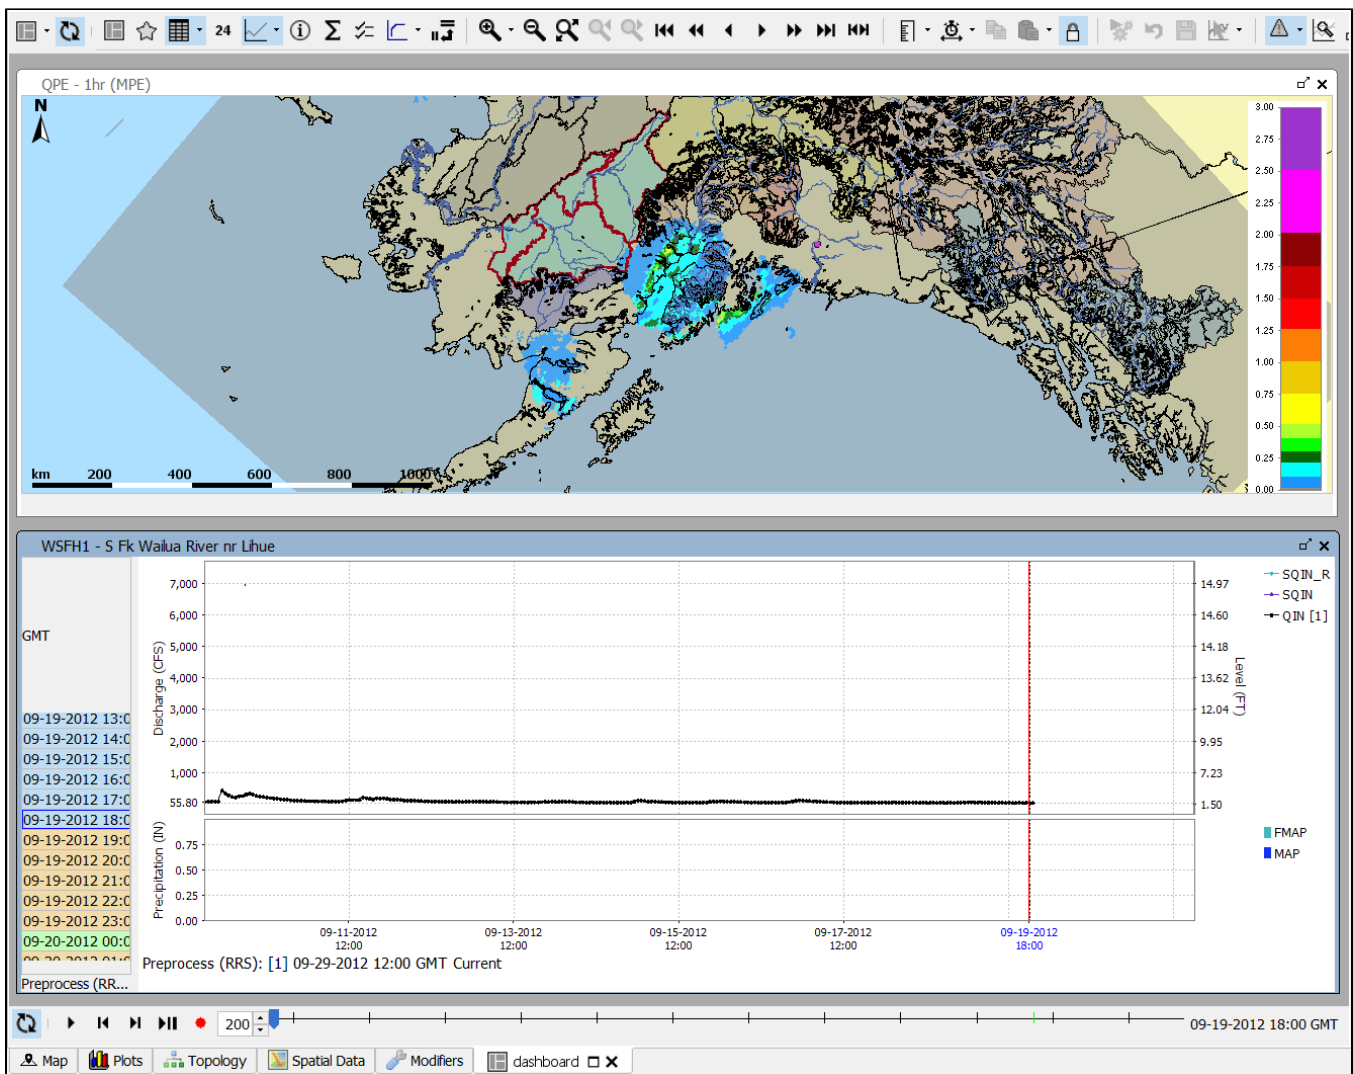 24
QPE - 1hr (MPE)
N
3.00
2.75
2.50
2.25
2.00
1.75
1.50
1.25
1.00
0.75
0.50
0.25
0.00
km 200 400 600 800 1000
WSFH1 - S Fk Wailua River nr Lihue
GMT
09-19-2012 13:0
09-19-2012 14:0
09-19-2012 15:0
09-19-2012 16:0
09-19-2012 17:0
09-19-2012 18:0
09-19-2012 19:0
09-19-2012 20:0
09-19-2012 21:0
09-19-2012 22:0
09-19-2012 23:0
09-20-2012 00:0
Preprocess (RR...
Discharge (CFS)
7,000
6,000
5,000
4,000
3,000
2,000
1,000
55.80
14.97
14.60
14.18
13.62
12.04
9.95
7.23
1.50
Level (FT)
SQIN_R
SQIN
QIN [1]
Precipitation (IN)
0.75
0.50
0.25
0.00
FMAP
MAP
09-11-2012 09-13-2012 09-15-2012 09-17-2012 09-19-2012
12:00 12:00 12:00 12:00 18:00
Preprocess (RRS): [1] 09-29-2012 12:00 GMT Current
200
09-19-2012 18:00 GMT
Map Plots Topology Spatial Data Modifiers dashboard